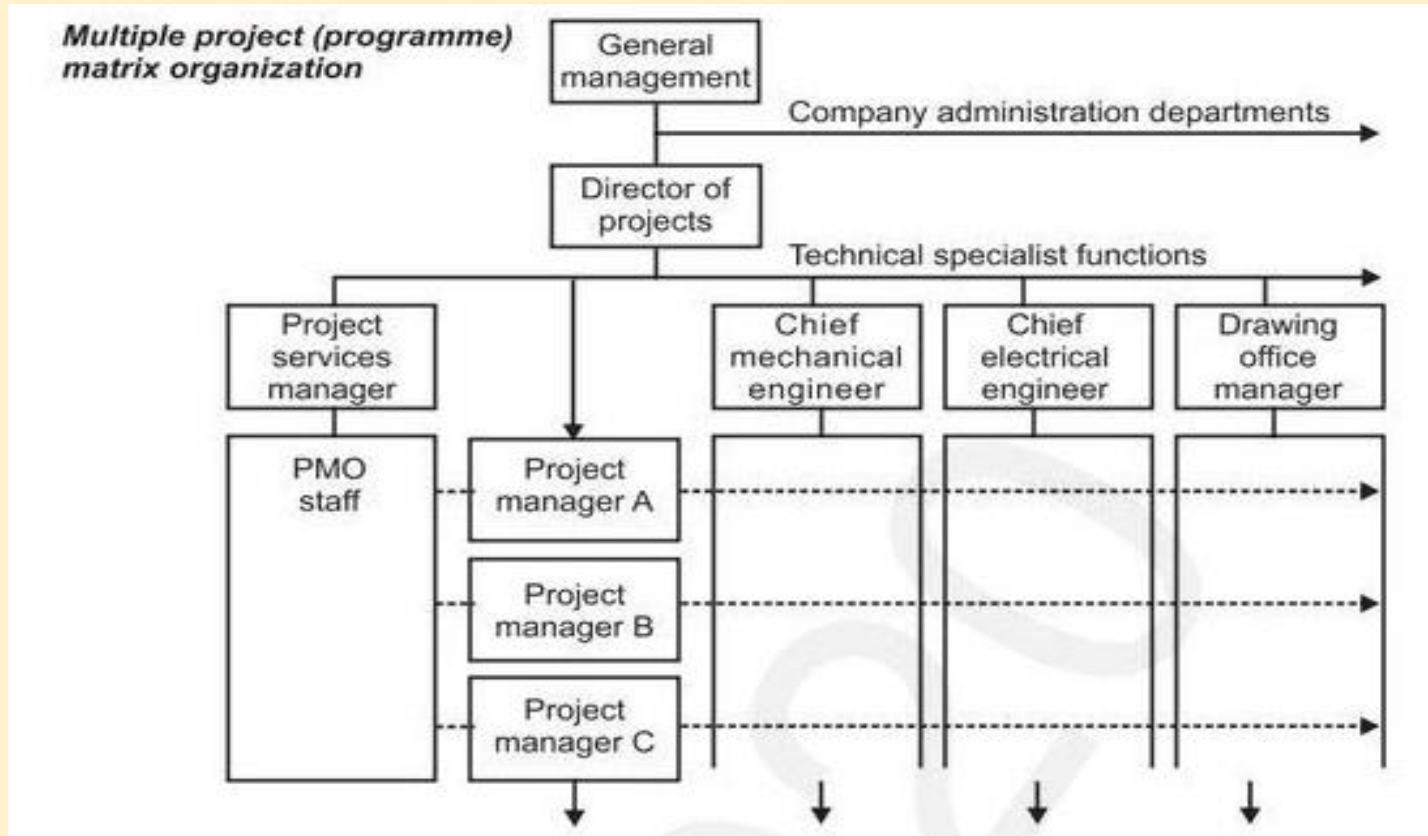 Multiple project (programme)
matrix organization
General
management
Company administration departments
Director of
projects
Technical specialist functions
Project
services
manager
Chief
mechanical
engineer
Chief
electrical
engineer
Drawing
office
manager
PMO
staff
Project
manager A
Project
manager B
Project
manager C